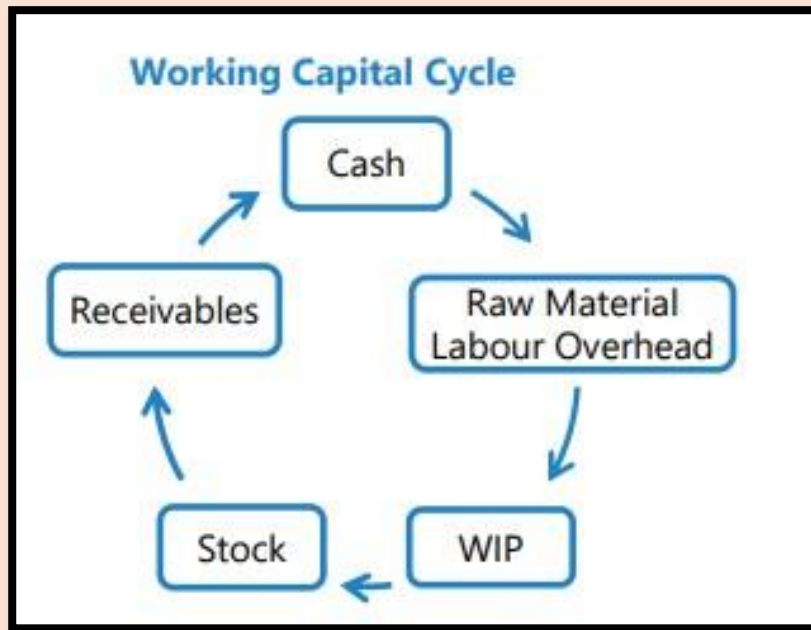 Working Capital Cycle
Cash
Raw Material
Labour Overhead
WIP
Stock
Receivables